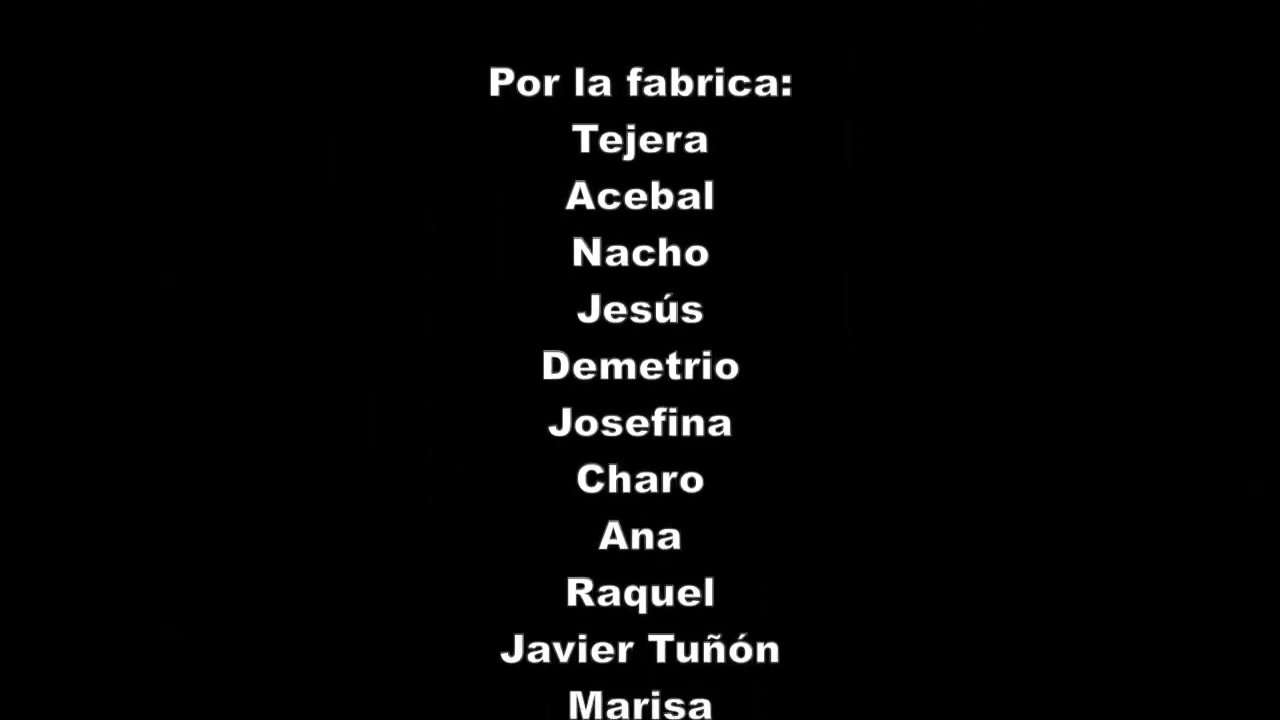 Por la fabrica:
Tejera
Acebal
Nacho
Jesús
Demetrio
Josefina
Charo
Ana
Raquel
Javier Tuñón
Marisa